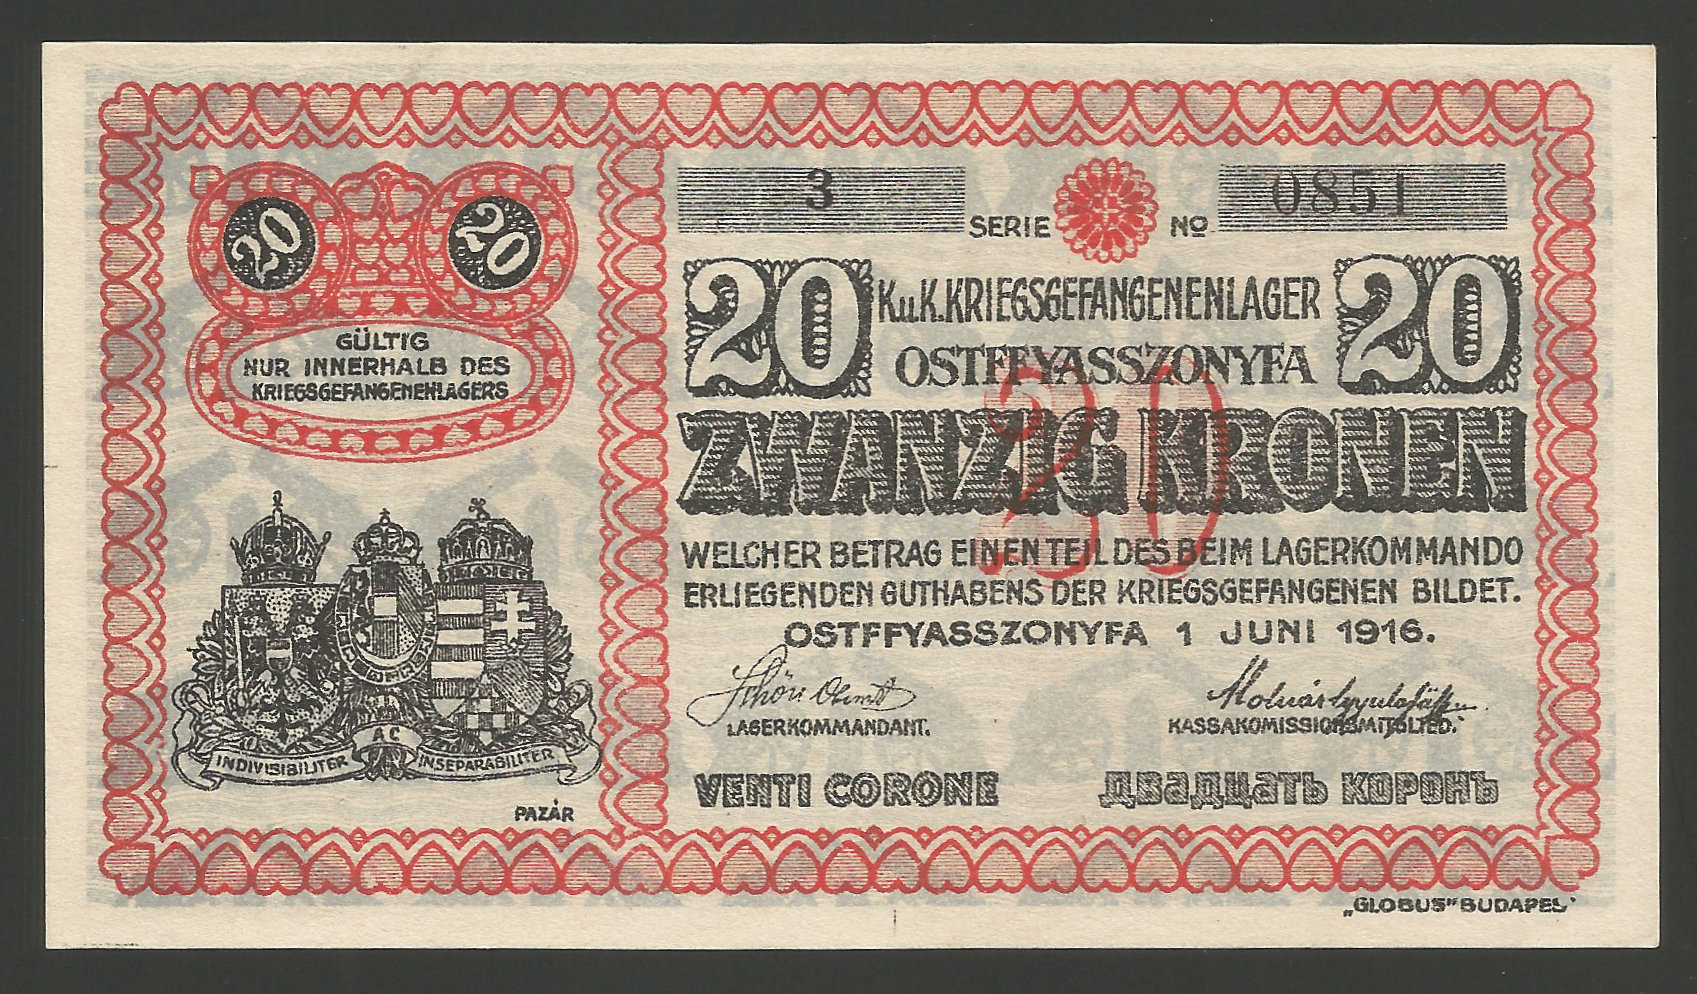 3
SERIE
№ 0851
20
20
20
K.u.K.KRIEGSGEFANGENENLAGER
20
OSTFFYASSZONYFA
GÜLTIG
NUR INNERHALB DES
KRIEGSGEFANGENENLAGERS
20
ZWANZIG KRONEN
WELCHER BETRAG EINEN TEIL DES BEIM LAGERKOMMANDO
ERLIEGENDEN GUTHABENS DER KRIEGSGEFANGENEN BILDET.
OSTFFYASSZONYFA 1 JUNI 1916.
LAGERKOMMANDANT.
KASSAKOMISSIONSMITGLIED.
AC
INDIVISIBILITER
INSEPARABILITER
VENTI CORONE
ДВАДЦАТЬ КОРОНЪ
PAZÁR
„GLOBUS" BUDAPES